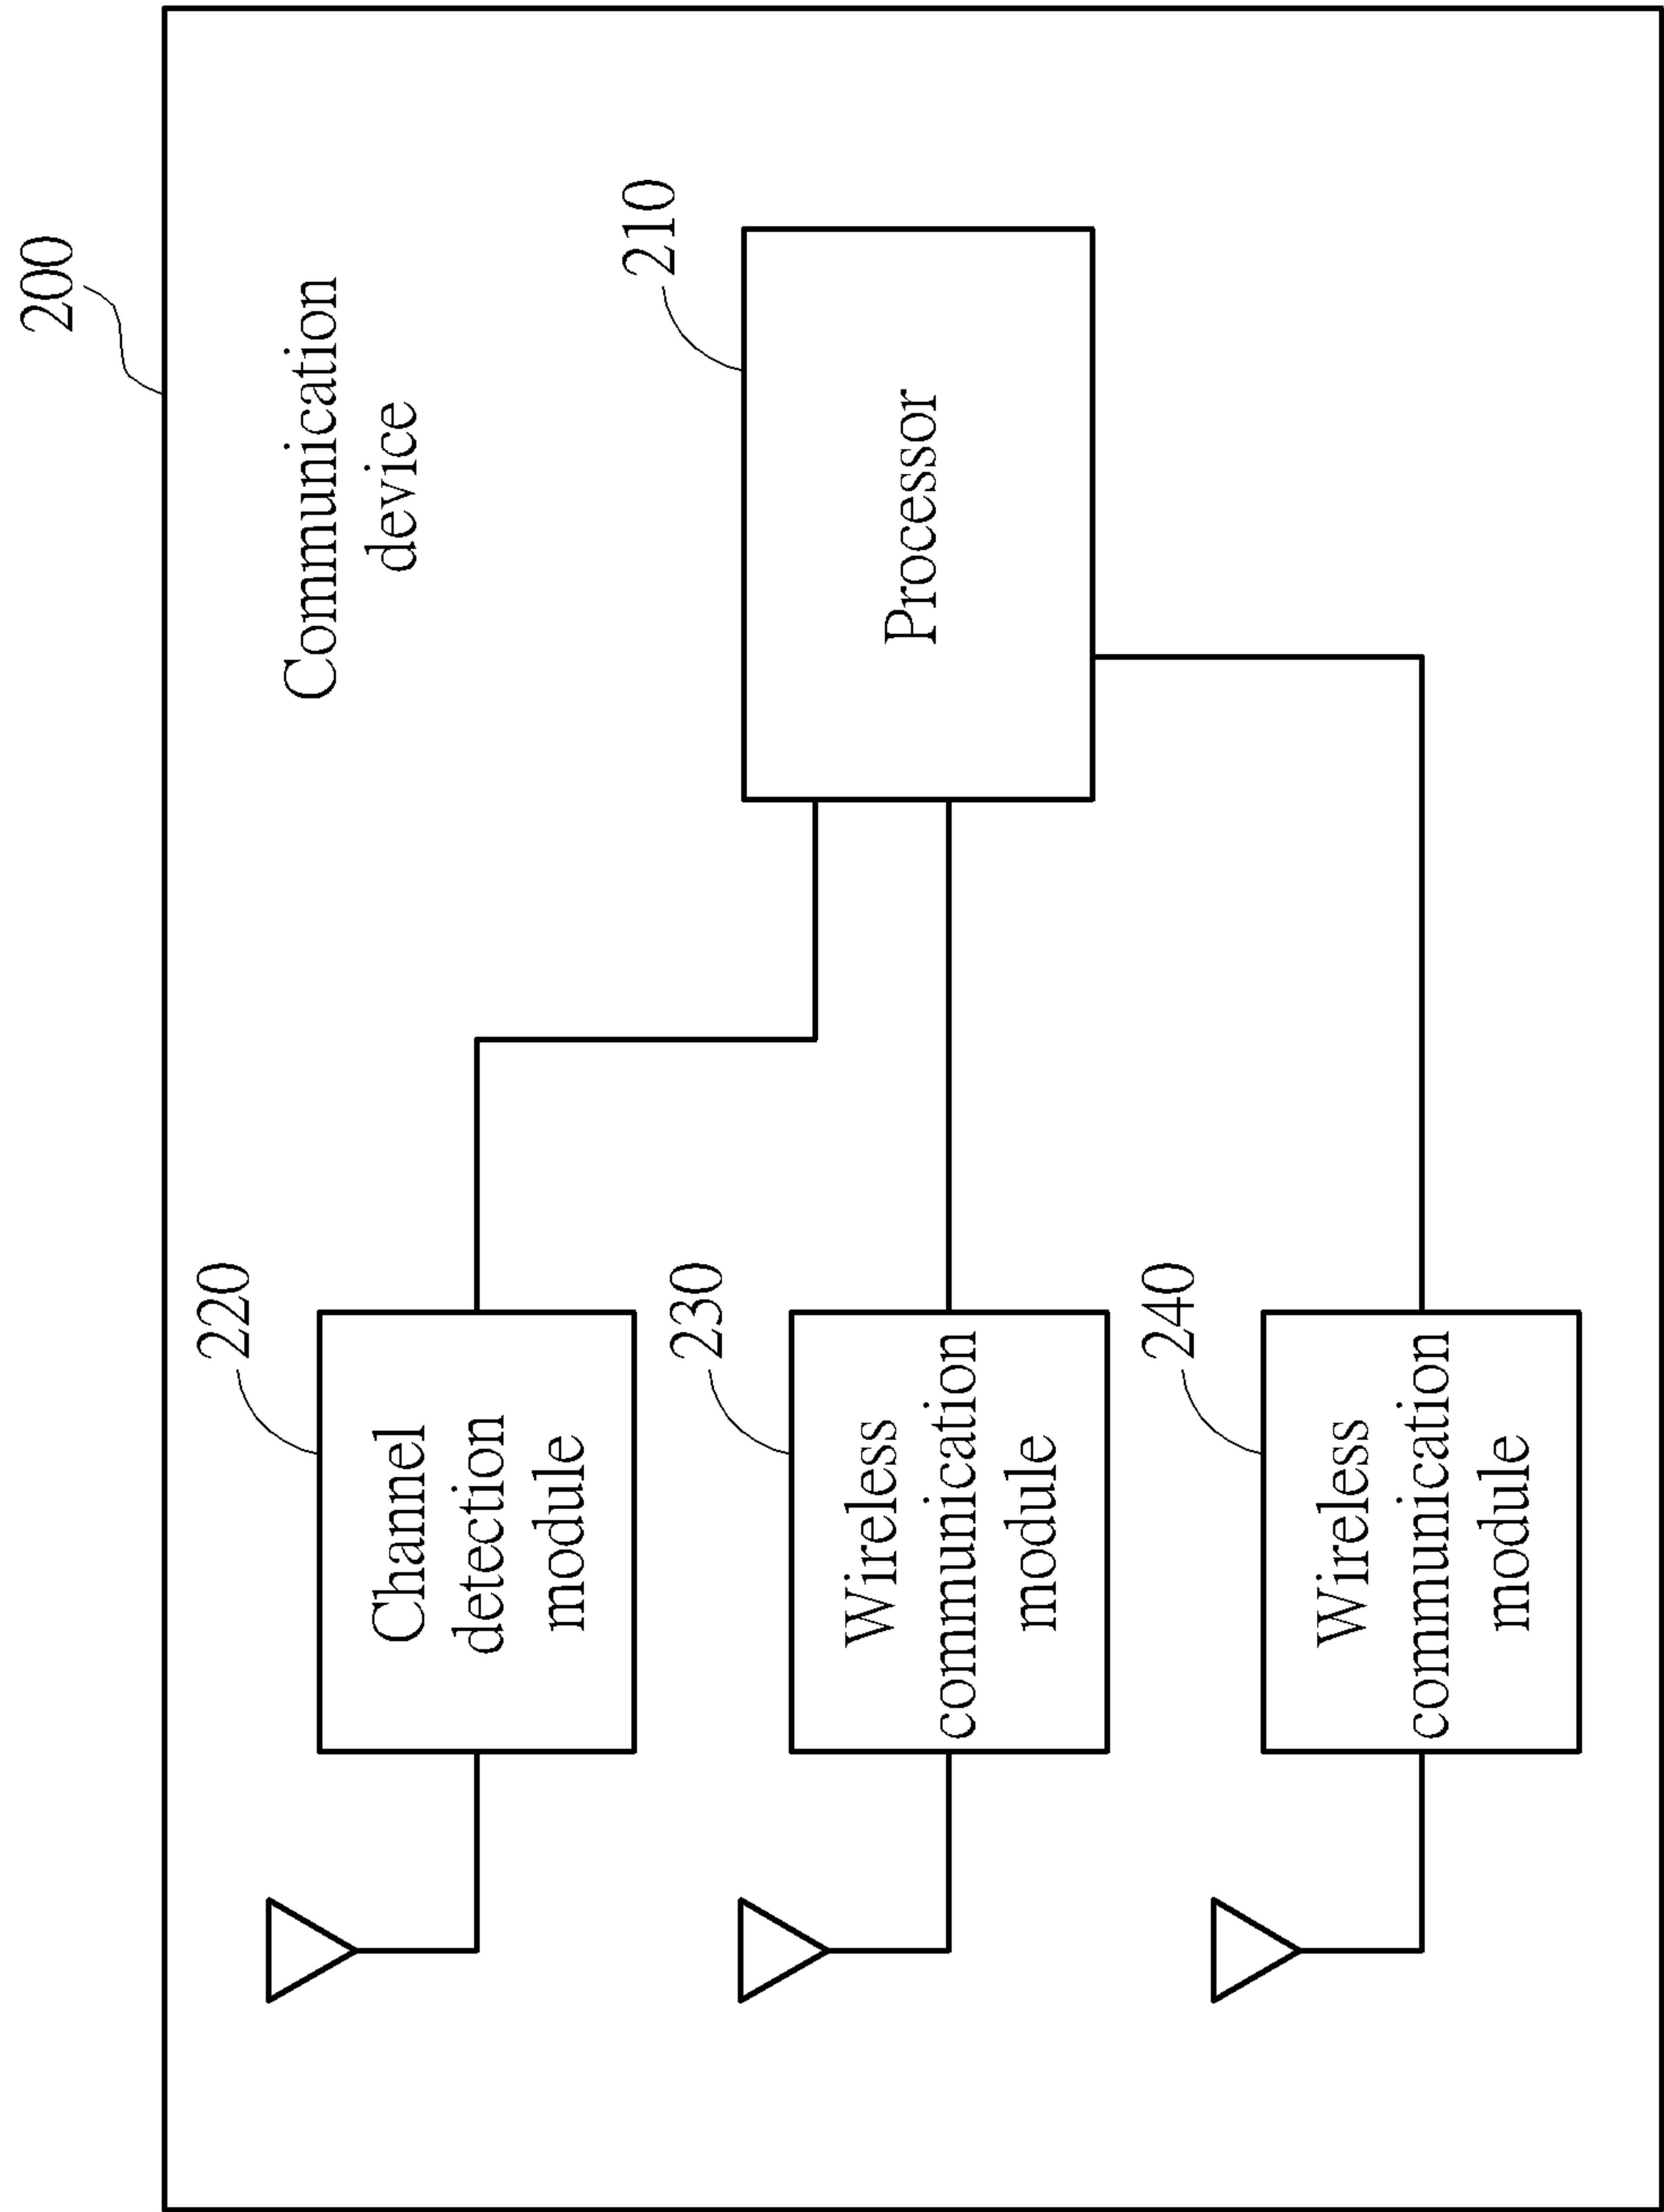 200
Communication
device
220
Channel
detection
module
210
Processor
230
Wireless
communication
module
240
Wireless
communication
module